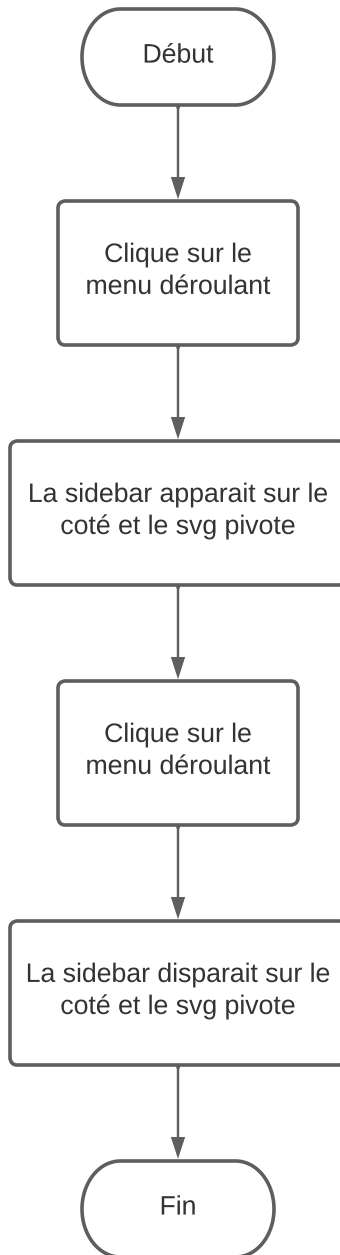 Début
Clique sur le
menu déroulant
La sidebar apparait sur le
coté et le svg pivote
Clique sur le
menu déroulant
La sidebar disparait sur le
coté et le svg pivote
Fin